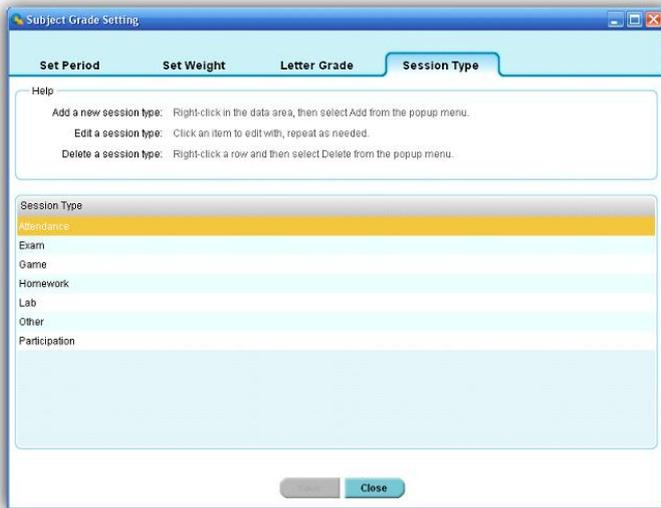 Subject Grade Setting
Set Period Set Weight Letter Grade Session Type
Help
Add a new session type: Right-click in the data area, then select Add from the popup menu.
Edit a session type: Click an item to edit with, repeat as needed.
Delete a session type: Right-click a row and then select Delete from the popup menu.
Session Type
Attendance
Exam
Game
Homework
Lab
Other
Participation
Close